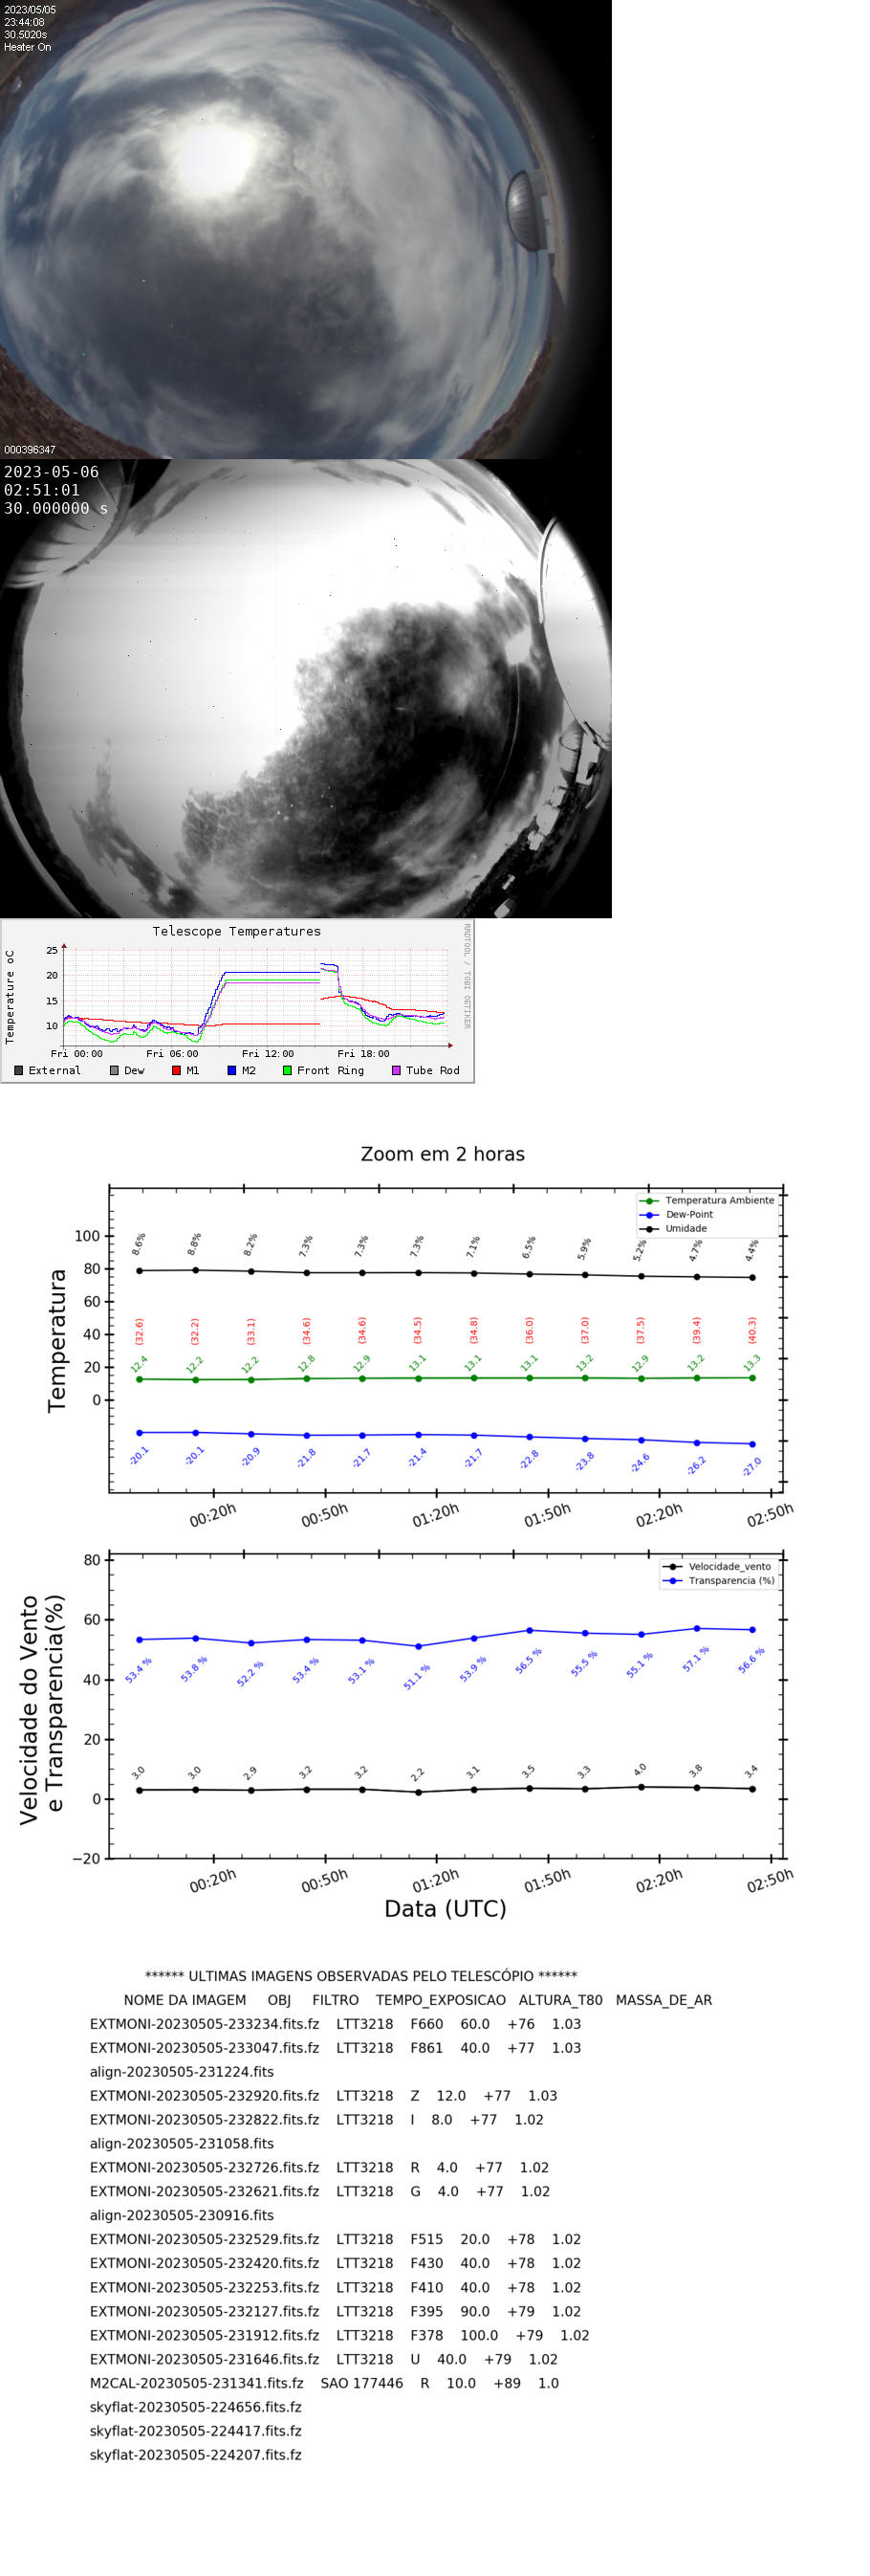 2023/05/05
23:44:08
30.5020s
Heater On
000396347
2023-05-06
02:51:01
30.000000 s
Telescope Temperatures
RRDTOOL / TOBI OETIKER
Temperature oC
25
20
15
10
Fri 00:00 Fri 06:00 Fri 12:00 Fri 18:00
External Dew M1 M2 Front Ring Tube Rod
Zoom em 2 horas
Temperatura Ambiente
Dew-Point
Umidade
Temperatura
100
80
60
40
20
0
8.6% 8.8% 8.2% 7.3% 7.3% 7.3% 7.1% 6.5% 5.9% 5.2% 4.7% 4.4%
(32.6) (32.2) (33.1) (34.6) (34.6) (34.5) (34.8) (36.0) (37.0) (37.5) (39.4) (40.3)
12.4 12.2 12.2 12.8 12.9 13.1 13.1 13.1 13.2 12.9 13.2 13.3
-20.1 -20.1 -20.9 -21.8 -21.7 -21.4 -21.7 -22.8 -23.8 -24.6 -26.2 -27.0
00:20h 00:50h 01:20h 01:50h 02:20h 02:50h
Velocidade_vento
Transparencia (%)
Velocidade do Vento
e Transparencia(%)
80
60
40
20
0
−20
53.4 % 53.8 % 52.2 % 53.4 % 53.1 % 51.1 % 53.9 % 56.5 % 55.5 % 55.1 % 57.1 % 56.6 %
3.0 3.0 2.9 3.2 3.2 2.2 3.1 3.5 3.3 4.0 3.8 3.4
00:20h 00:50h 01:20h 01:50h 02:20h 02:50h
Data (UTC)
****** ULTIMAS IMAGENS OBSERVADAS PELO TELESCÓPIO ******
NOME DA IMAGEM OBJ FILTRO TEMPO_EXPOSICAO ALTURA_T80 MASSA_DE_AR
EXTMONI-20230505-233234.fits.fz LTT3218 F660 60.0 +76 1.03
EXTMONI-20230505-233047.fits.fz LTT3218 F861 40.0 +77 1.03
align-20230505-231224.fits
EXTMONI-20230505-232920.fits.fz LTT3218 Z 12.0 +77 1.03
EXTMONI-20230505-232822.fits.fz LTT3218 I 8.0 +77 1.02
align-20230505-231058.fits
EXTMONI-20230505-232726.fits.fz LTT3218 R 4.0 +77 1.02
EXTMONI-20230505-232621.fits.fz LTT3218 G 4.0 +77 1.02
align-20230505-230916.fits
EXTMONI-20230505-232529.fits.fz LTT3218 F515 20.0 +78 1.02
EXTMONI-20230505-232420.fits.fz LTT3218 F430 40.0 +78 1.02
EXTMONI-20230505-232253.fits.fz LTT3218 F410 40.0 +78 1.02
EXTMONI-20230505-232127.fits.fz LTT3218 F395 90.0 +79 1.02
EXTMONI-20230505-231912.fits.fz LTT3218 F378 100.0 +79 1.02
EXTMONI-20230505-231646.fits.fz LTT3218 U 40.0 +79 1.02
M2CAL-20230505-231341.fits.fz SAO 177446 R 10.0 +89 1.0
skyflat-20230505-224656.fits.fz
skyflat-20230505-224417.fits.fz
skyflat-20230505-224207.fits.fz